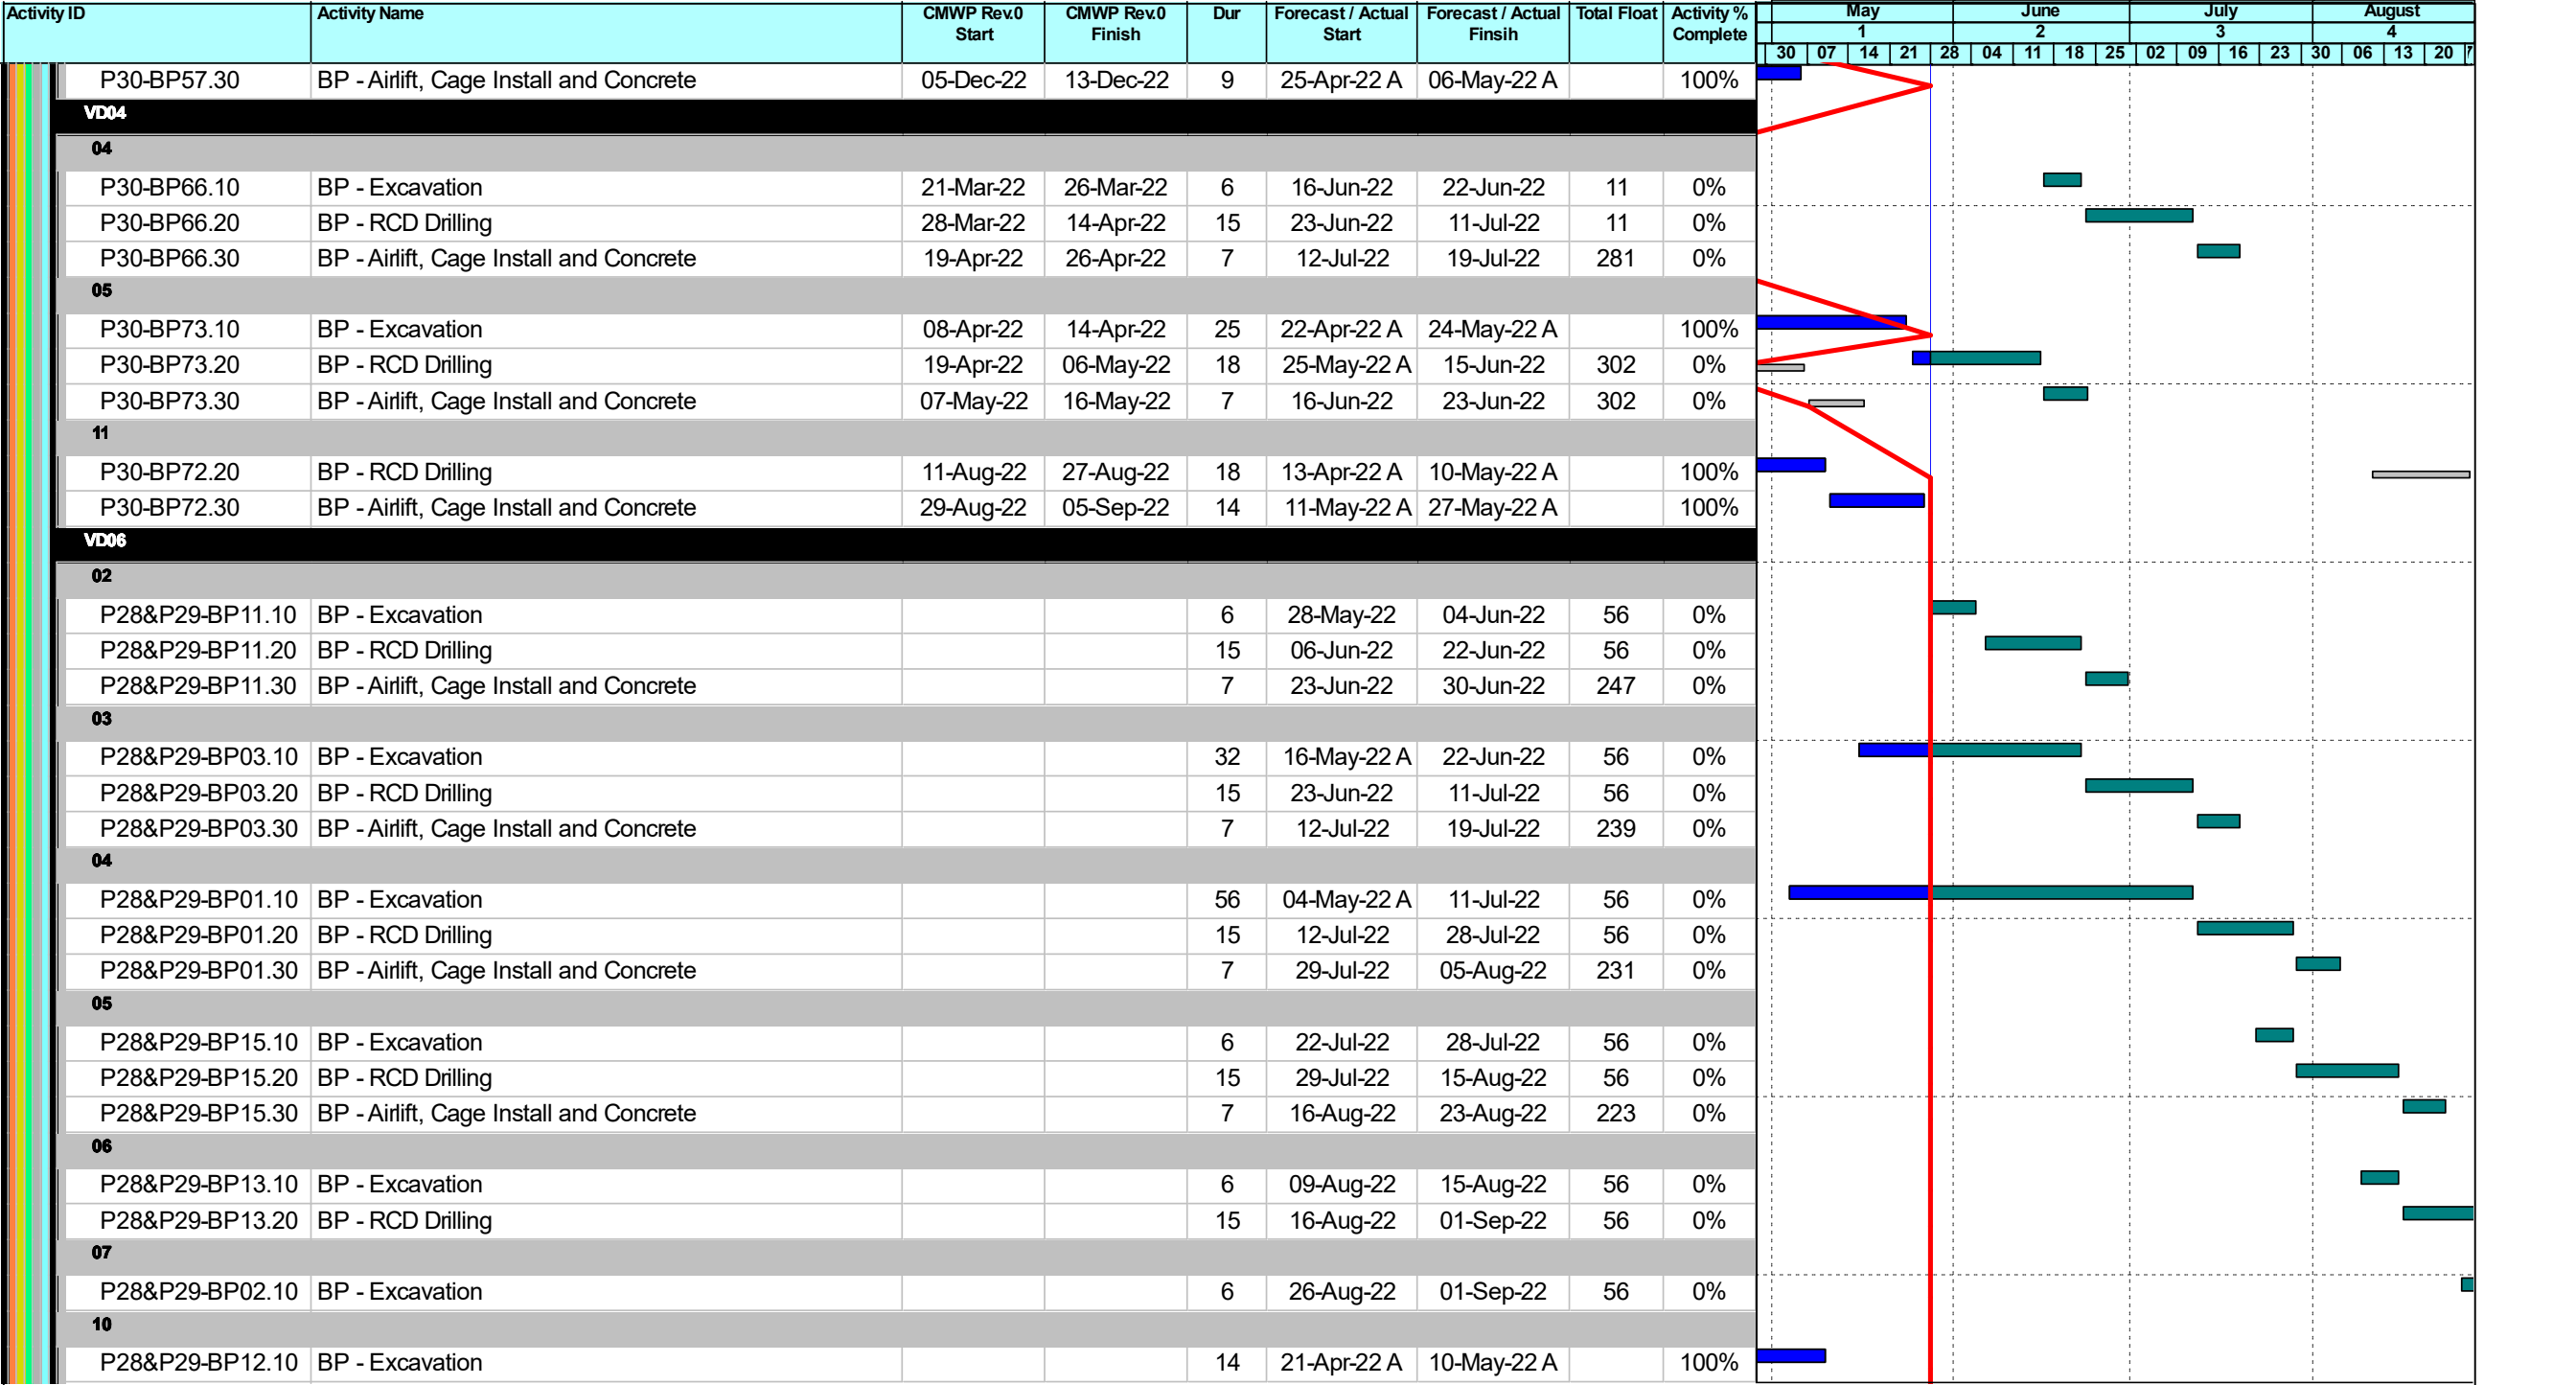 Activity ID Activity Name CMWP Rev.0 Start CMWP Rev.0 Finish Dur Forecast / Actual Start Forecast / Actual Finsih Total Float Activity % Complete May June July August
1 2 3 4
30 07 14 21 28 04 11 18 25 02 09 16 23 30 06 13 20
P30-BP57.30 BP - Airlift, Cage Install and Concrete 05-Dec-22 13-Dec-22 9 25-Apr-22 A 06-May-22 A 100%
VD04
04
P30-BP66.10 BP - Excavation 21-Mar-22 26-Mar-22 6 16-Jun-22 22-Jun-22 11 0%
P30-BP66.20 BP - RCD Drilling 28-Mar-22 14-Apr-22 15 23-Jun-22 11-Jul-22 11 0%
P30-BP66.30 BP - Airlift, Cage Install and Concrete 19-Apr-22 26-Apr-22 7 12-Jul-22 19-Jul-22 281 0%
05
P30-BP73.10 BP - Excavation 08-Apr-22 14-Apr-22 25 22-Apr-22 A 24-May-22 A 100%
P30-BP73.20 BP - RCD Drilling 19-Apr-22 06-May-22 18 25-May-22 A 15-Jun-22 302 0%
P30-BP73.30 BP - Airlift, Cage Install and Concrete 07-May-22 16-May-22 7 16-Jun-22 23-Jun-22 302 0%
11
P30-BP72.20 BP - RCD Drilling 11-Aug-22 27-Aug-22 18 13-Apr-22 A 10-May-22 A 100%
P30-BP72.30 BP - Airlift, Cage Install and Concrete 29-Aug-22 05-Sep-22 14 11-May-22 A 27-May-22 A 100%
VD06
02
P28&P29-BP11.10 BP - Excavation 6 28-May-22 04-Jun-22 56 0%
P28&P29-BP11.20 BP - RCD Drilling 15 06-Jun-22 22-Jun-22 56 0%
P28&P29-BP11.30 BP - Airlift, Cage Install and Concrete 7 23-Jun-22 30-Jun-22 247 0%
03
P28&P29-BP03.10 BP - Excavation 32 16-May-22 A 22-Jun-22 56 0%
P28&P29-BP03.20 BP - RCD Drilling 15 23-Jun-22 11-Jul-22 56 0%
P28&P29-BP03.30 BP - Airlift, Cage Install and Concrete 7 12-Jul-22 19-Jul-22 239 0%
04
P28&P29-BP01.10 BP - Excavation 56 04-May-22 A 11-Jul-22 56 0%
P28&P29-BP01.20 BP - RCD Drilling 15 12-Jul-22 28-Jul-22 56 0%
P28&P29-BP01.30 BP - Airlift, Cage Install and Concrete 7 29-Jul-22 05-Aug-22 231 0%
05
P28&P29-BP15.10 BP - Excavation 6 22-Jul-22 28-Jul-22 56 0%
P28&P29-BP15.20 BP - RCD Drilling 15 29-Jul-22 15-Aug-22 56 0%
P28&P29-BP15.30 BP - Airlift, Cage Install and Concrete 7 16-Aug-22 23-Aug-22 223 0%
06
P28&P29-BP13.10 BP - Excavation 6 09-Aug-22 15-Aug-22 56 0%
P28&P29-BP13.20 BP - RCD Drilling 15 16-Aug-22 01-Sep-22 56 0%
07
P28&P29-BP02.10 BP - Excavation 6 26-Aug-22 01-Sep-22 56 0%
10
P28&P29-BP12.10 BP - Excavation 14 21-Apr-22 A 10-May-22 A 100%